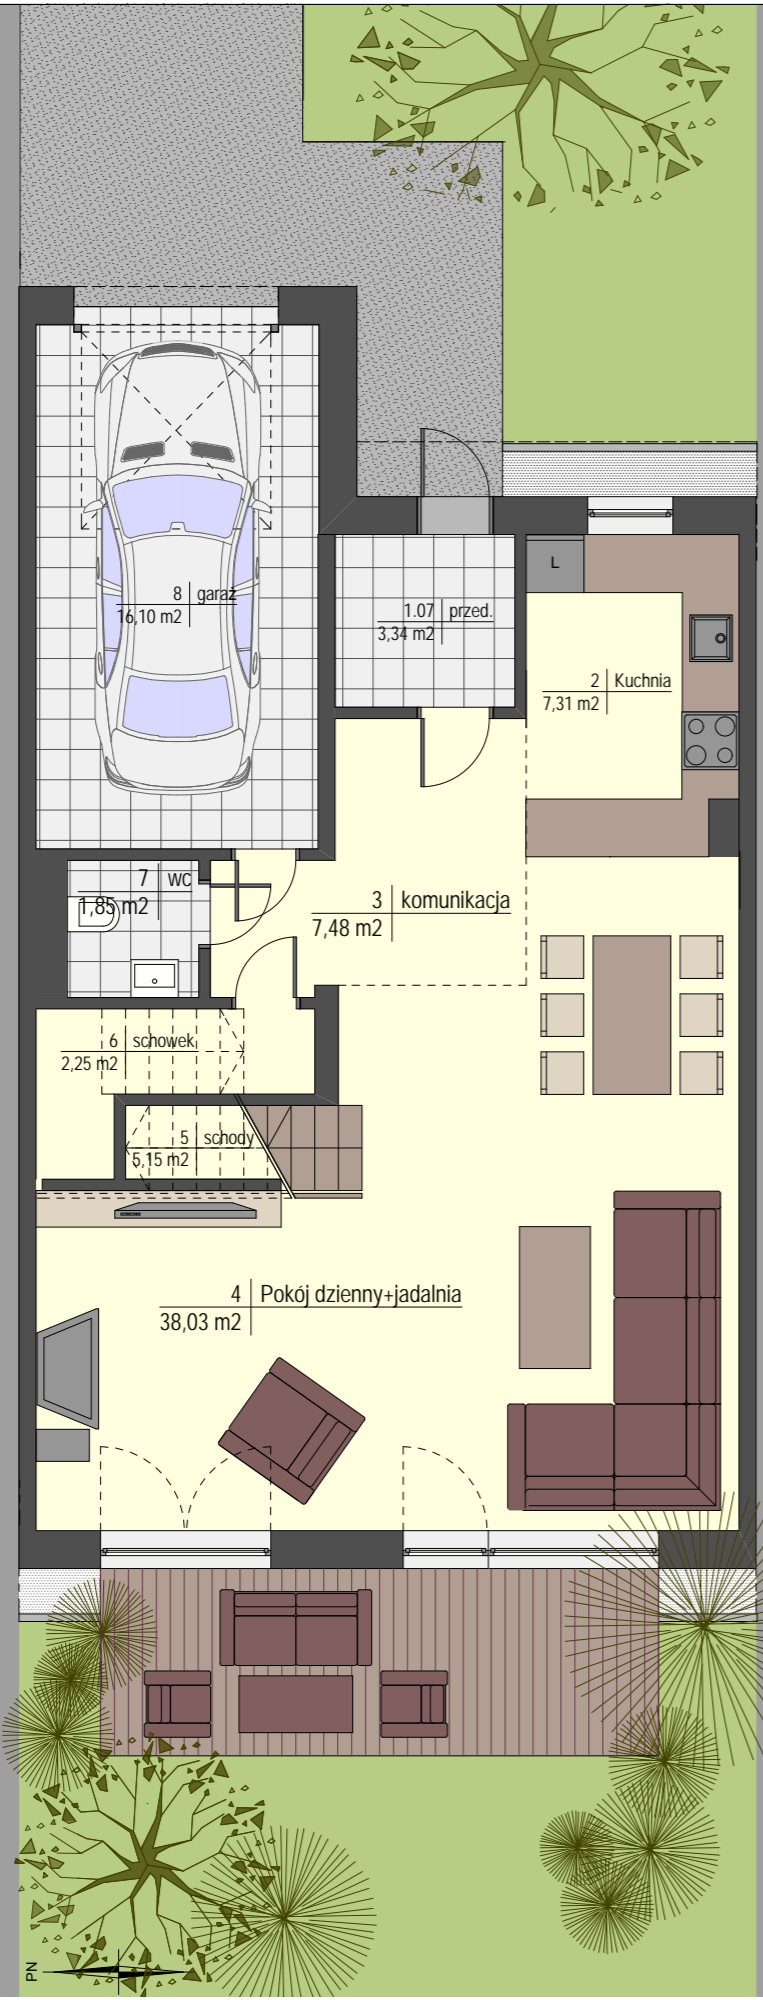 8 garaż
16,10 m2
1.07 przed.
3,34 m2
L
2 Kuchnia
7,31 m2
7 WC
1,85 m2
3 komunikacja
7,48 m2
6 schowek
2,25 m2
5 schody
5,15 m2
4 Pokój dzienny+jadalnia
38,03 m2
PN